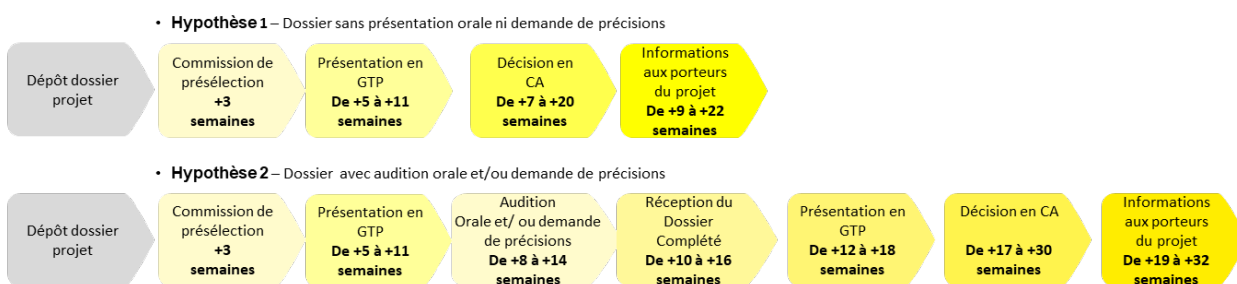 • Hypothèse 1 – Dossier sans présentation orale ni demande de précisions
Dépôt dossier
projet
Commission de
présélection
+3
semaines
Présentation en
GTP
De +5 à +11
semaines
Décision en
CA
De +7 à +20
semaines
Informations
aux porteurs
du projet
De +9 à +22
semaines
• Hypothèse 2 – Dossier avec audition orale et/ou demande de précisions
Dépôt dossier
projet
Commission de
présélection
+3
semaines
Présentation en
GTP
De +5 à +11
semaines
Audition
Orale et/ ou demande
de précisions
De +8 à +14
semaines
Réception du
Dossier
Complété
De +10 à +16
semaines
Présentation en
GTP
De +12 à +18
semaines
Décision en CA
De +17 à +30
semaines
Informations
aux porteurs
du projet
De +19 à +32
semaines